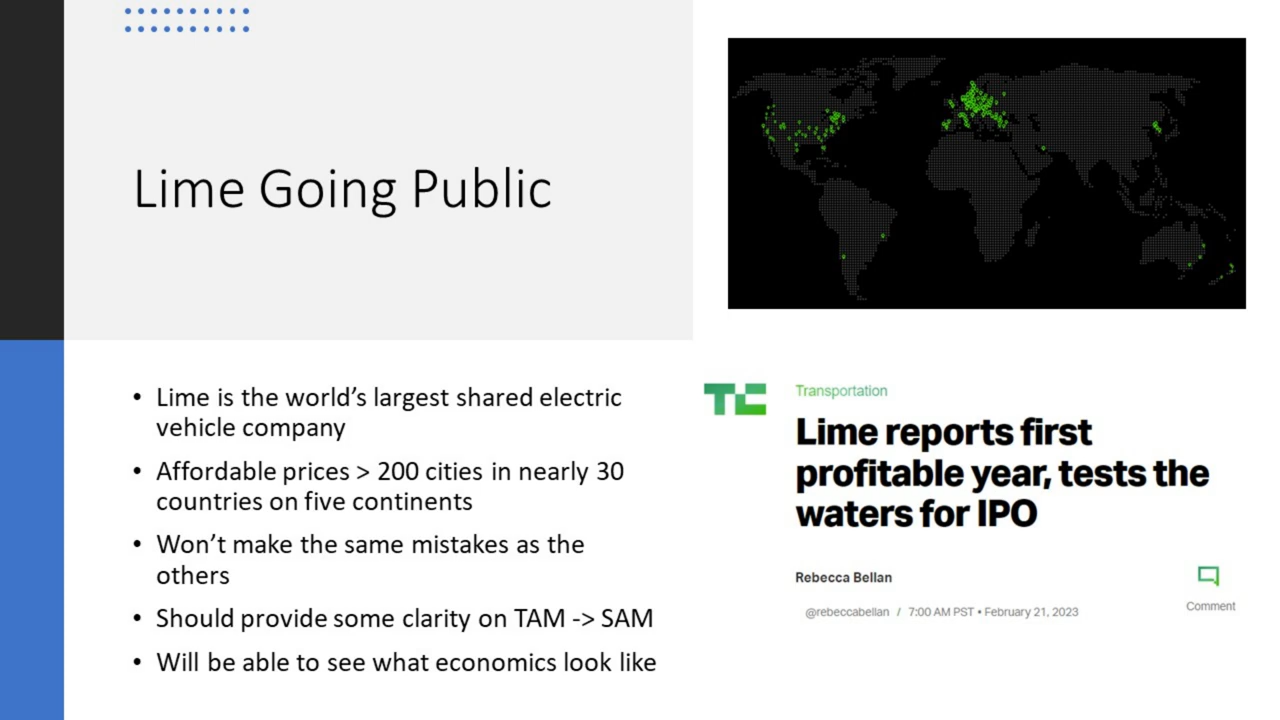 Lime Going Public
• Lime is the world’s largest shared electric
vehicle company
• Affordable prices > 200 cities in nearly 30
countries on five continents
• Won’t make the same mistakes as the
others
• Should provide some clarity on TAM -> SAM
• Will be able to see what economics look like
TC
Transportation
Lime reports first
profitable year, tests the
waters for IPO
Rebecca Bellan
@rebeccabellan / 7:00 AM PST • February 21, 2023
Comment